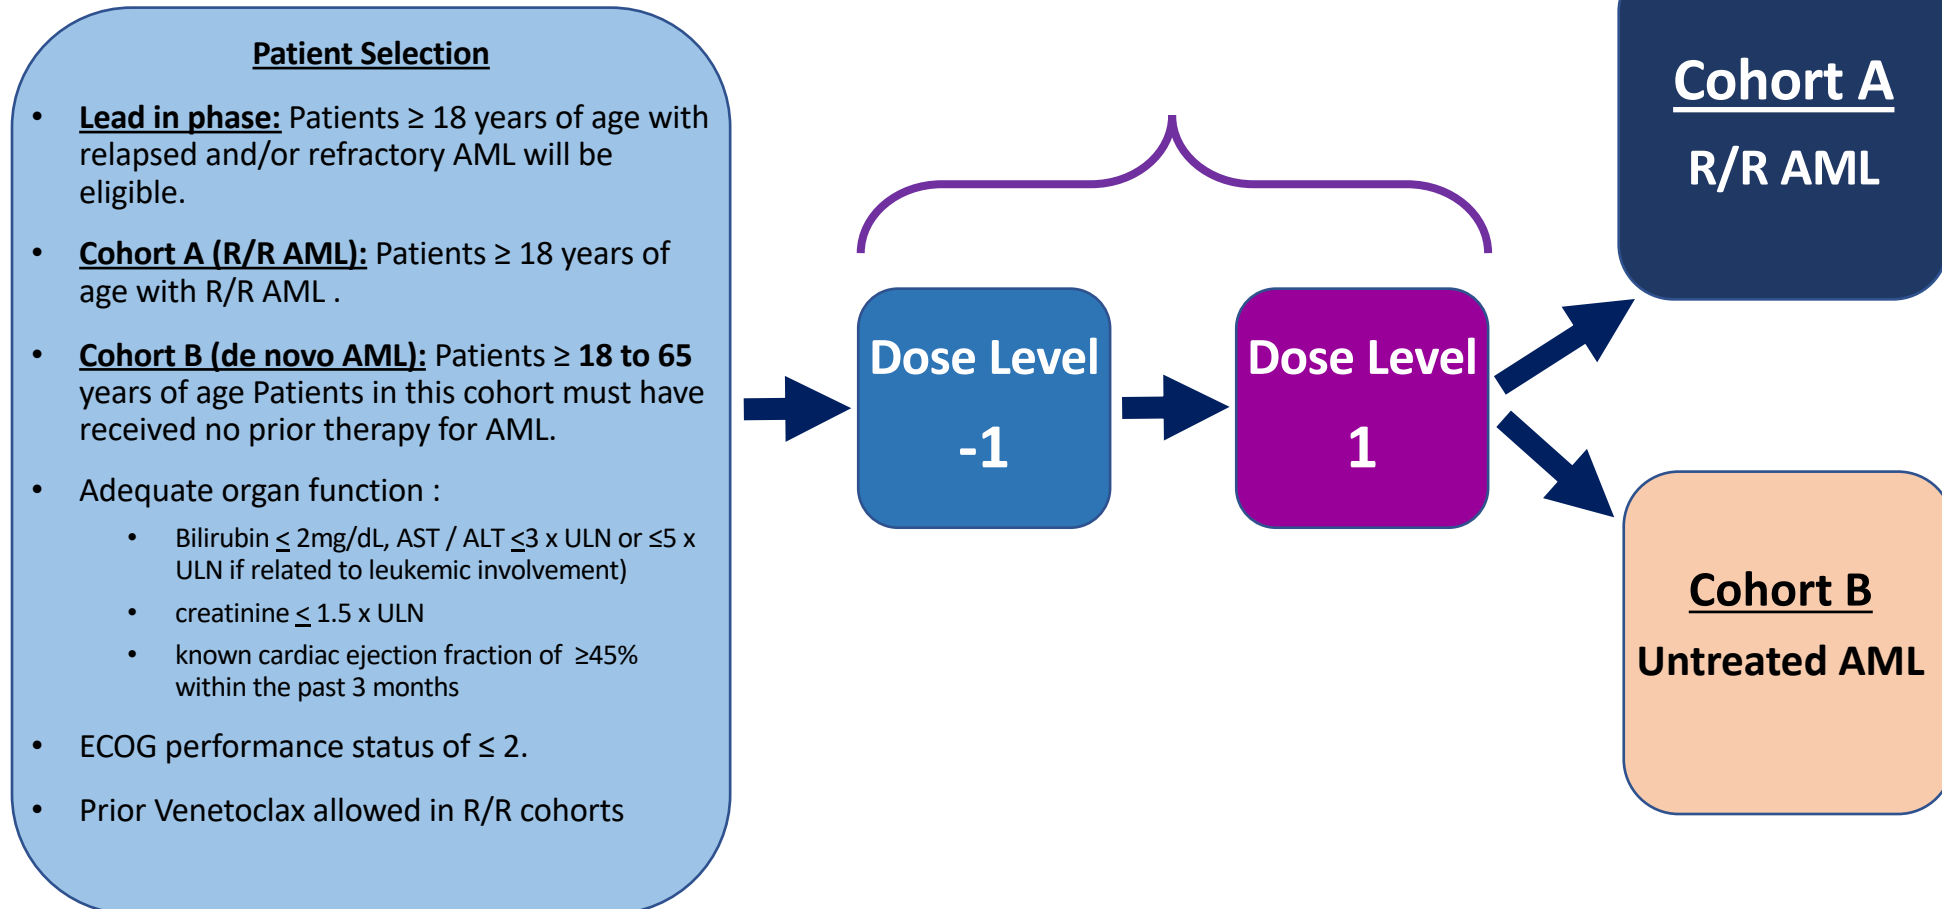 Patient Selection
• Lead in phase: Patients ≥ 18 years of age with
relapsed and/or refractory AML will be
eligible.
• Cohort A (R/R AML): Patients ≥ 18 years of
age with R/R AML .
• Cohort B (de novo AML): Patients ≥ 18 to 65
years of age Patients in this cohort must have
received no prior therapy for AML.
• Adequate organ function :
• Bilirubin ≤ 2mg/dL, AST / ALT ≤3 x ULN or ≤5 x
ULN if related to leukemic involvement)
• creatinine ≤ 1.5 x ULN
• known cardiac ejection fraction of ≥45%
within the past 3 months
• ECOG performance status of ≤ 2.
• Prior Venetoclax allowed in R/R cohorts
Dose Level
-1
Dose Level
1
Cohort A
R/R AML
Cohort B
Untreated AML